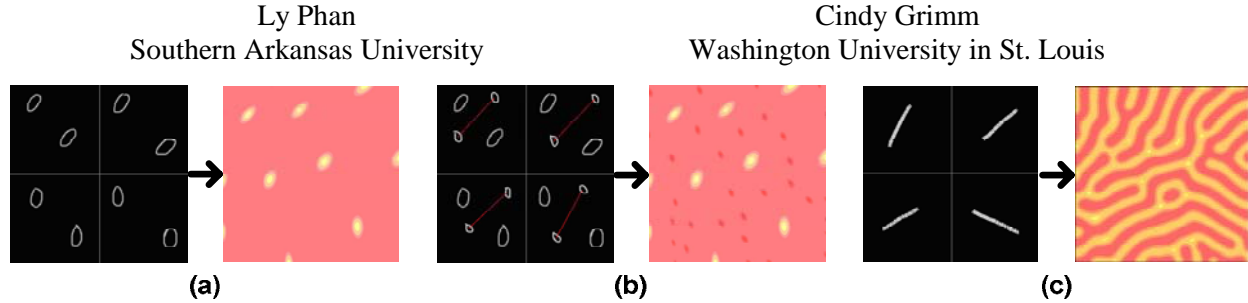 Ly Phan
Southern Arkansas University
Cindy Grimm
Washington University in St. Louis
(a)
(b)
(c)